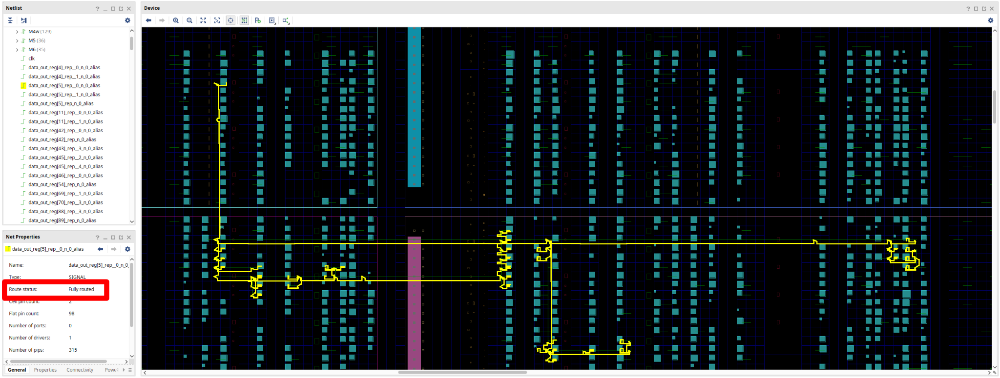 Netlist
M4w (129)
M5 (36)
M6 (35)
clk
data_out_reg[4]_rep__0_n_0_alias
data_out_reg[4]_rep__1_n_0_alias
data_out_reg[5]_rep__0_n_0_alias
data_out_reg[5]_rep__1_n_0_alias
data_out_reg[5]_rep_n_0_alias
data_out_reg[11]_rep__0_n_0_alias
data_out_reg[11]_rep__1_n_0_alias
data_out_reg[42]_rep__0_n_0_alias
data_out_reg[42]_rep_n_0_alias
data_out_reg[43]_rep__3_n_0_alias
data_out_reg[45]_rep__2_n_0_alias
data_out_reg[45]_rep__4_n_0_alias
data_out_reg[46]_rep__0_n_0_alias
data_out_reg[54]_rep_n_0_alias
data_out_reg[69]_rep__1_n_0_alias
data_out_reg[70]_rep__3_n_0_alias
data_out_reg[88]_rep__3_n_0_alias
data_out_reg[89]_rep_n_0_alias
Net Properties
data_out_reg[5]_rep__0_n_0_alias
Name: data_out_reg[5]_rep__0_n_0_
Type: SIGNAL
Route status: Fully routed
Cell pin count: 2
Flat pin count: 98
Number of ports: 0
Number of drivers: 1
Number of pips: 315
General Properties Connectivity Power
Device